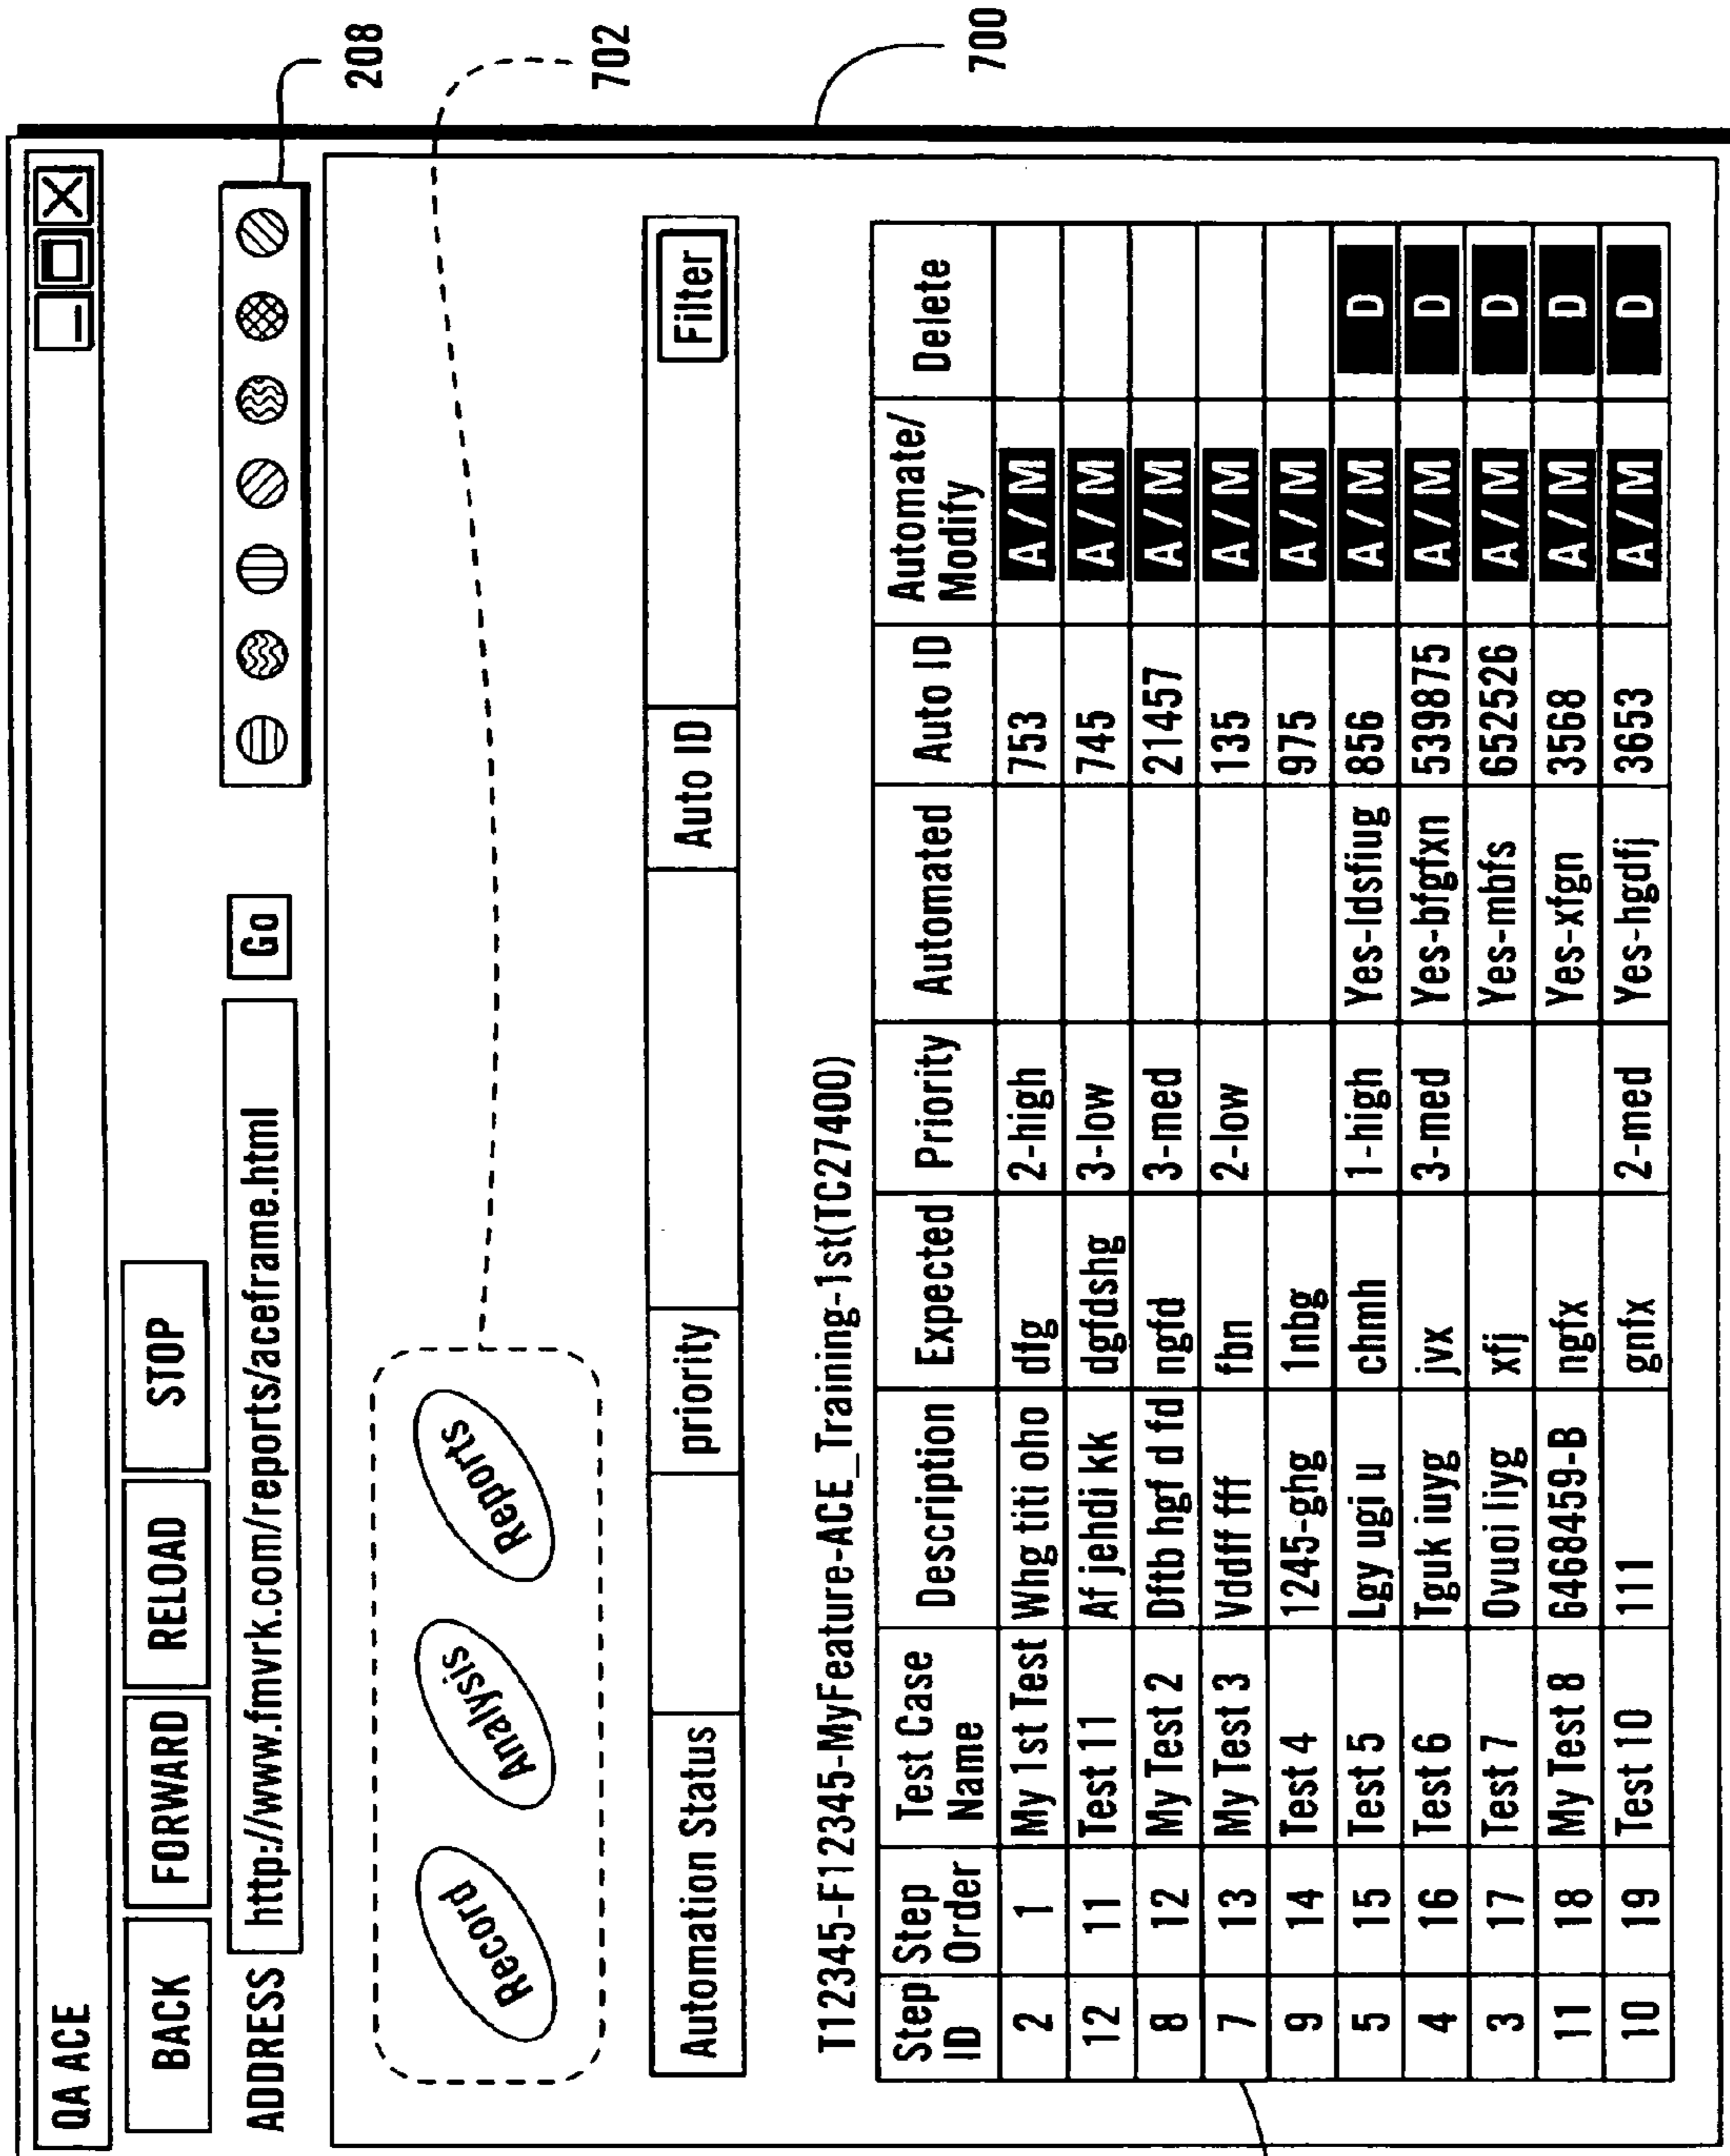 QA ACE
BACK FORWARD RELOAD STOP
ADDRESS http://www.fmvrk.com/reports/aceframe.html Go
208
Record Analysis Reports
702
Automation Status priority Auto ID Filter
700
T12345-F12345-MyFeature-ACE_Training-1st(TC27400)
Step ID Step Order Test Case Name Description Expected Priority Automated Auto ID Automate/ Modify Delete
2 1 My 1st Test Whg titi oho dfg 2-high 753 A/M
12 11 Test 11 Af jehdi kk dgfdshg 3-low 745 A/M
8 12 My Test 2 Dftb hgf d fd ngfd 3-med 21457 A/M
7 13 My Test 3 Vddff fff fbn 2-low 135 A/M
9 14 Test 4 1245-ghg 1nbg 975 A/M
5 15 Test 5 Lgy ugi u chmh 1-high Yes-ldsfiug 856 A/M D
4 16 Test 6 Tguk iuyg jvx 3-med Yes-bfgfxn 539875 A/M D
3 17 Test 7 Ovuoi liyg xfj Yes-mbfs 652526 A/M D
11 18 My Test 8 6468459-B ngfx Yes-xfgn 3568 A/M D
10 19 Test 10 111 gnfx 2-med Yes-hgdfj 3653 A/M D